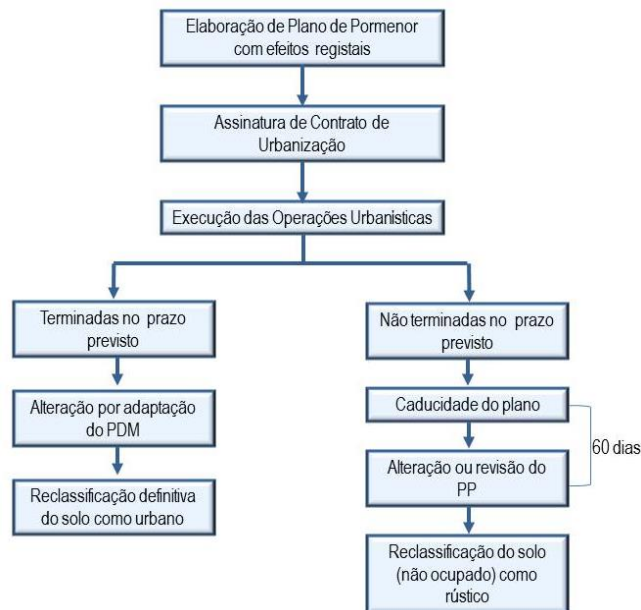 Elaboração de Plano de Pormenor
com efeitos registais
Assinatura de Contrato de
Urbanização
Execução das Operações Urbanisticas
Terminadas no prazo
previsto
Alteração por adaptação
do PDM
Reclassificação definitiva
do solo como urbano
Não terminadas no prazo
previsto
Caducidade do plano
60 dias
Alteração ou revisão do
PP
Reclassificação do solo
(não ocupado) como
rústico